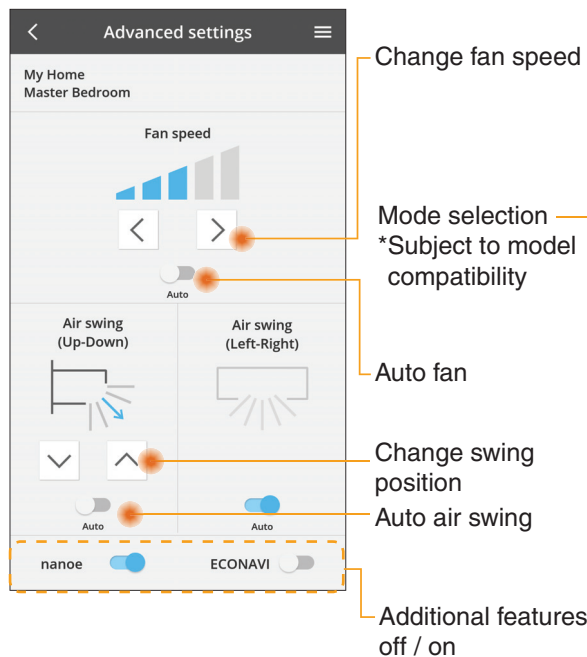 Advanced settings
My Home
Master Bedroom
Fan speed
Auto
Air swing
(Up-Down)
Auto
Air swing
(Left-Right)
Auto
nanoe
ECONAVI
Change fan speed
Mode selection
*Subject to model
compatibility
Auto fan
Change swing
position
Auto air swing
Additional features
off / on